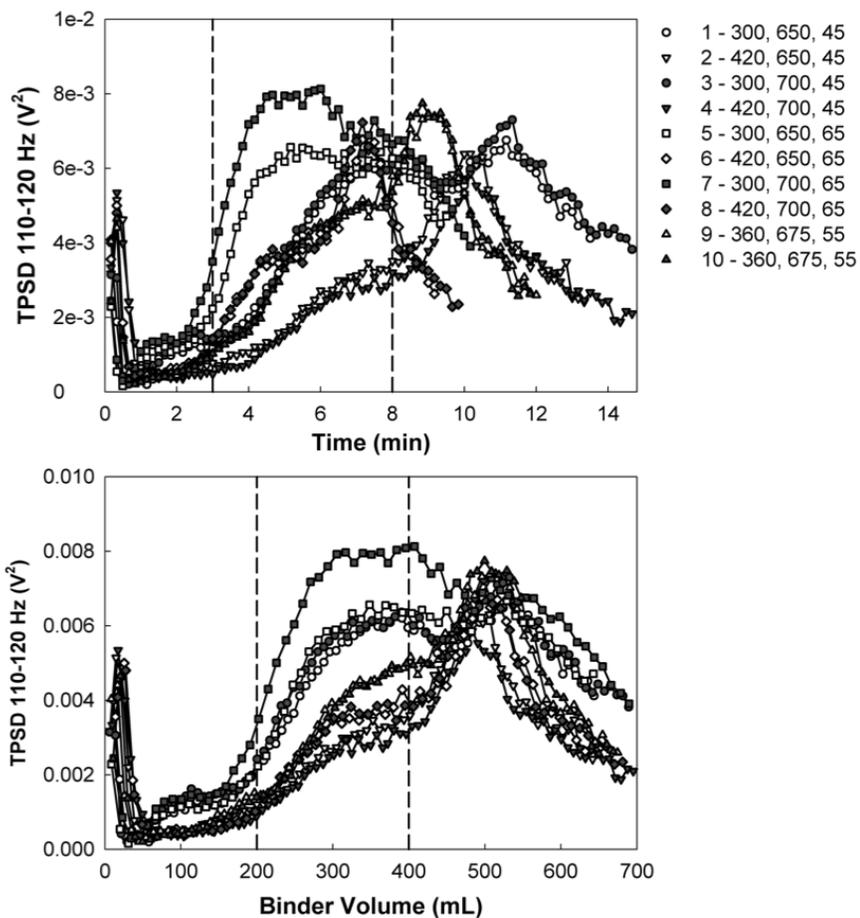 1e-2
8e-3
6e-3
4e-3
2e-3
0
TPSD 110-120 Hz (V²)
0 2 4 6 8 10 12 14
Time (min)
1 - 300, 650, 45
2 - 420, 650, 45
3 - 300, 700, 45
4 - 420, 700, 45
5 - 300, 650, 65
6 - 420, 650, 65
7 - 300, 700, 65
8 - 420, 700, 65
9 - 360, 675, 55
10 - 360, 675, 55
0.010
0.008
0.006
0.004
0.002
0.000
TPSD 110-120 Hz (V²)
0 100 200 300 400 500 600 700
Binder Volume (mL)